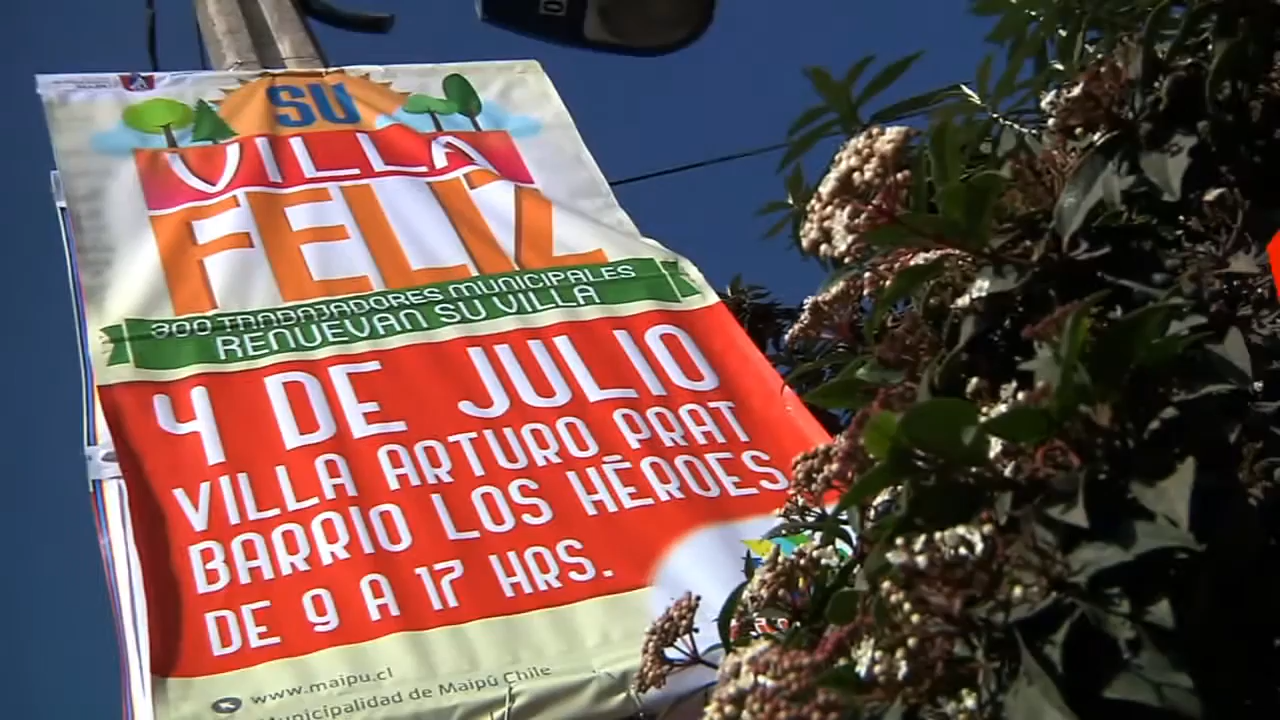 SU
VILLA
FELIZ
300 TRABAJADORES MUNICIPALES
RENUEVAN SU VILLA
4 DE JULIO
VILLA ARTURO PRAT
BARRIO LOS HÉROES
DE 9 A 17 HRS.
www.maipu.cl
Municipalidad de Maipú Chile